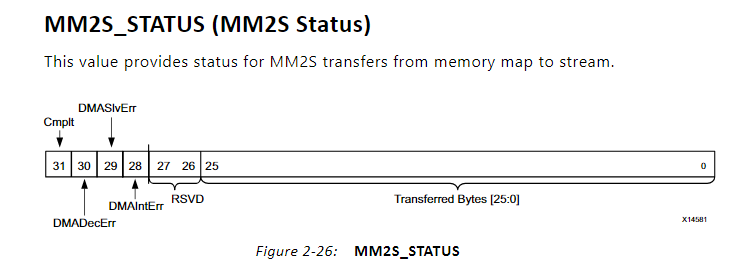 MM2S_STATUS (MM2S Status)
This value provides status for MM2S transfers from memory map to stream.
DMASlvErr
Cmplt
31 30 29 28 27 26 25 0
DMADecErr
DMAIntErr
RSVD
Transferred Bytes [25:0]
X14581
Figure 2-26: MM2S_STATUS